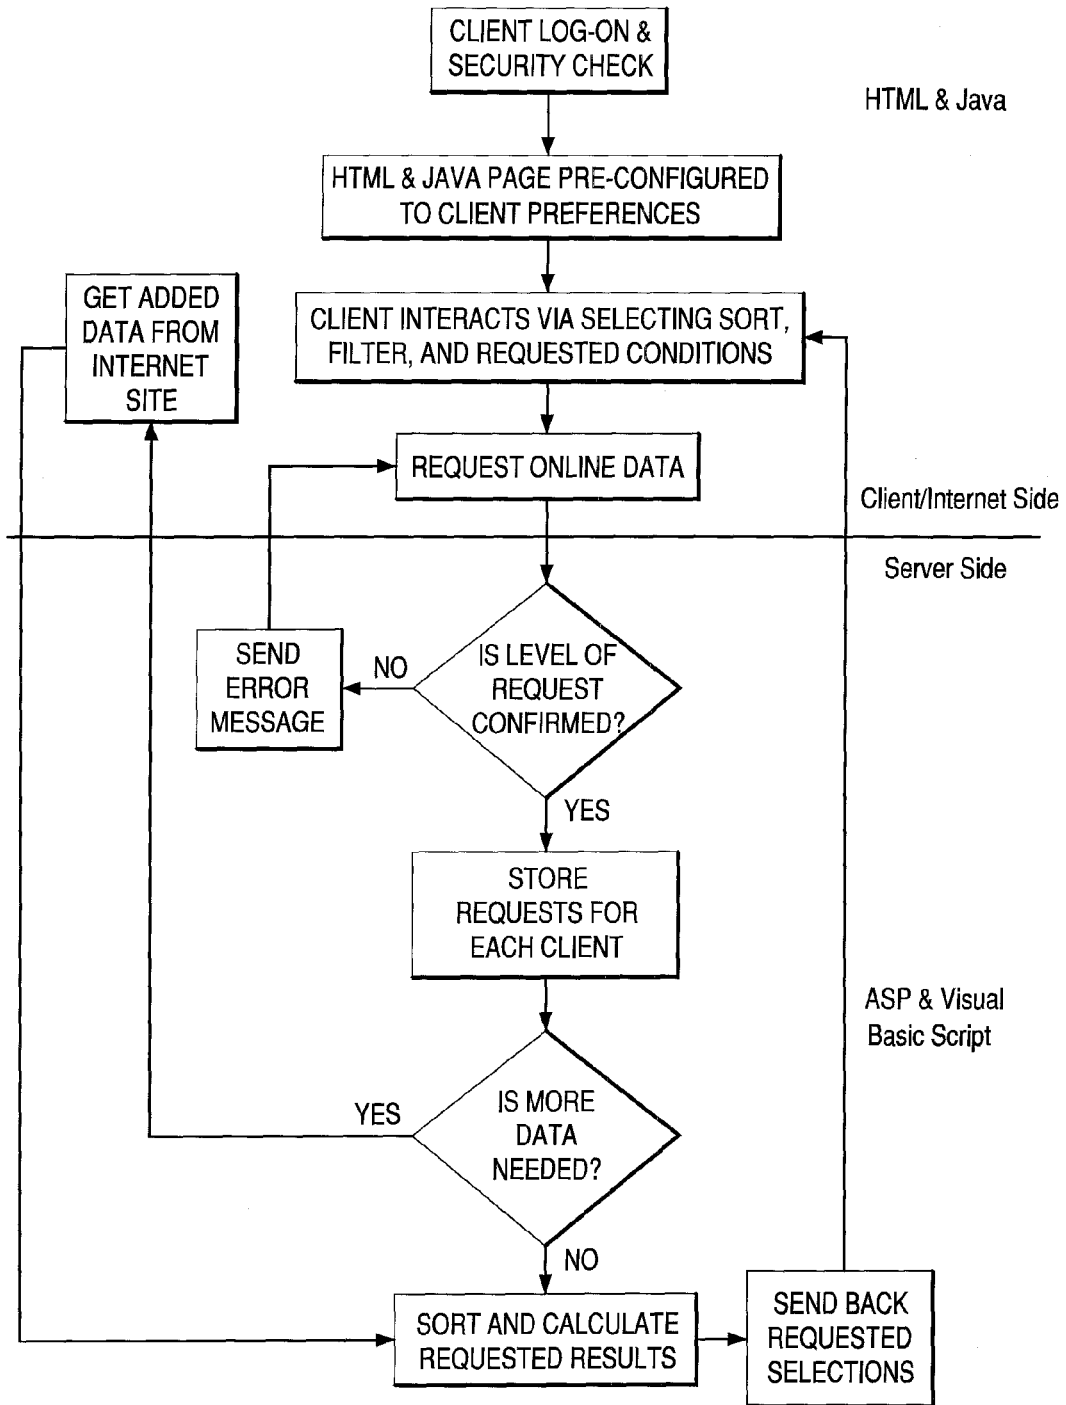 CLIENT LOG-ON &
SECURITY CHECK
HTML & Java
HTML & JAVA PAGE PRE-CONFIGURED
TO CLIENT PREFERENCES
GET ADDED
DATA FROM
INTERNET
SITE
CLIENT INTERACTS VIA SELECTING SORT,
FILTER, AND REQUESTED CONDITIONS
REQUEST ONLINE DATA
Client/Internet Side
Server Side
SEND
ERROR
MESSAGE
NO
IS LEVEL OF
REQUEST
CONFIRMED?
YES
STORE
REQUESTS FOR
EACH CLIENT
ASP & Visual
Basic Script
YES
IS MORE
DATA
NEEDED?
NO
SORT AND CALCULATE
REQUESTED RESULTS
SEND BACK
REQUESTED
SELECTIONS